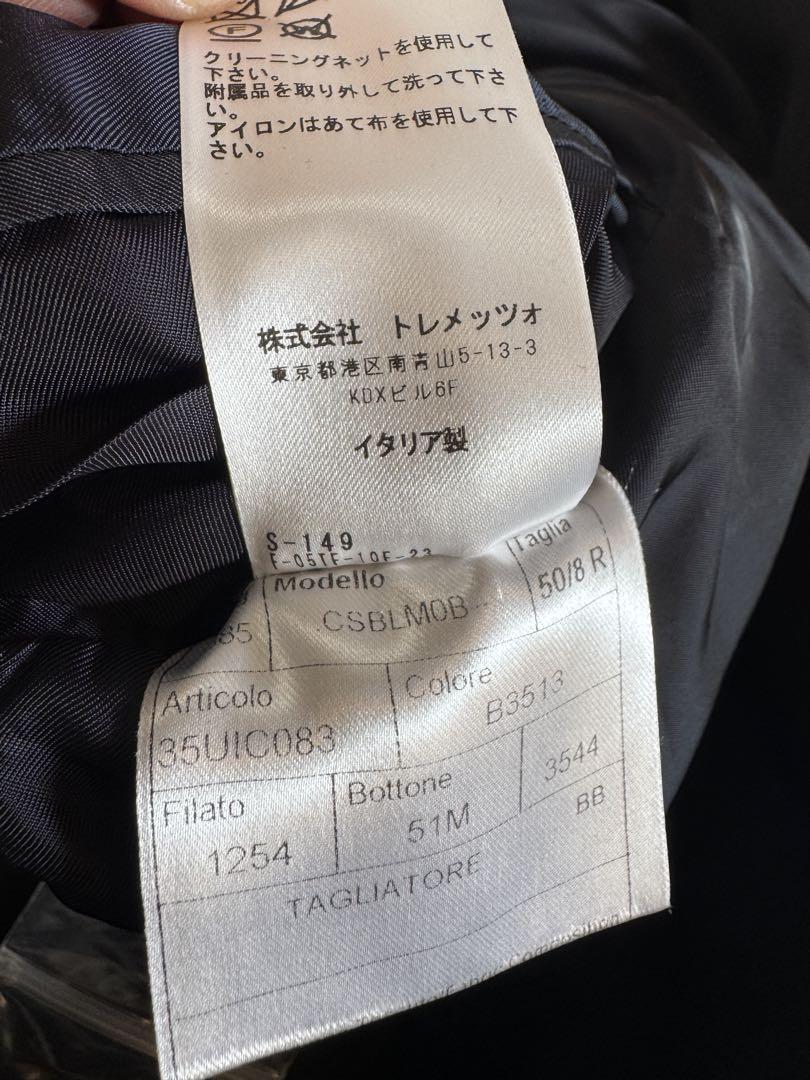 クリーニングネットを使用して
下さい。
附属品を取り外して洗って下さ
い。
アイロンはあて布を使用して下
さい。
株式会社 トレメッツォ
東京都港区南青山5-13-3
KDXビル6F
イタリア製
S-149
F-05TF-10F-23
Modello
Taglia
85
CSBLM0B
50/8 R
Articolo
Colore
35UIC083
B3513
Filato
Bottone
3544
1254
51M
BB
TAGLIATORE
composition